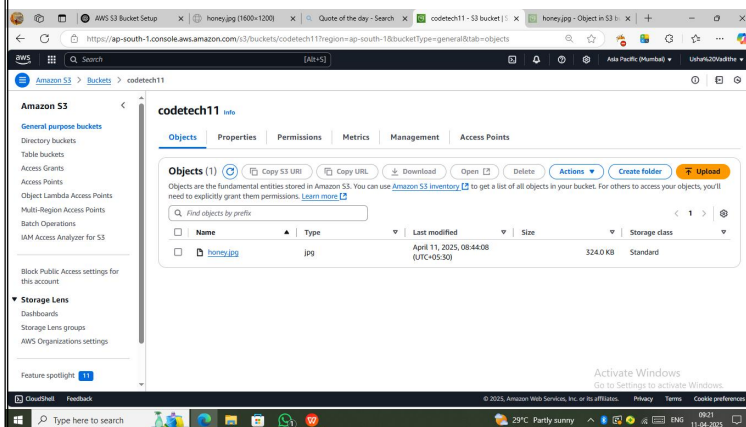 AWS S3 Bucket Setup
honey.jpg (1600×1200)
Quote of the day - Search
codetech11 - S3 bucket | S
honey.jpg - Object in S3 b
https://ap-south-1.console.aws.amazon.com/s3/buckets/codetech11?region=ap-south-1&bucketType=general&tab=objects
aws
Search
[Alt+S]
Asia Pacific (Mumbai)
Usha%20Vadithe
Amazon S3 > Buckets > codetech11
Amazon S3
General purpose buckets
Directory buckets
Table buckets
Access Grants
Access Points
Object Lambda Access Points
Multi-Region Access Points
Batch Operations
IAM Access Analyzer for S3
Block Public Access settings for
this account
Storage Lens
Dashboards
Storage Lens groups
AWS Organizations settings
Feature spotlight 11
codetech11 Info
Objects Properties Permissions Metrics Management Access Points
Objects (1) Copy S3 URI Copy URL Download Open Delete Actions Create folder Upload
Objects are the fundamental entities stored in Amazon S3. You can use Amazon S3 inventory to get a list of all objects in your bucket. For others to access your objects, you'll
need to explicitly grant them permissions. Learn more
Find objects by prefix
1
Name Type Last modified Size Storage class
honey.jpg jpg April 11, 2025, 08:44:08
(UTC+05:30) 324.0 KB Standard
Activate Windows
Go to Settings to activate Windows.
CloudShell Feedback © 2025, Amazon Web Services, Inc. or its affiliates. Privacy Terms Cookie preferences
Type here to search
29°C Partly sunny
ENG
09:21
11-04-2025